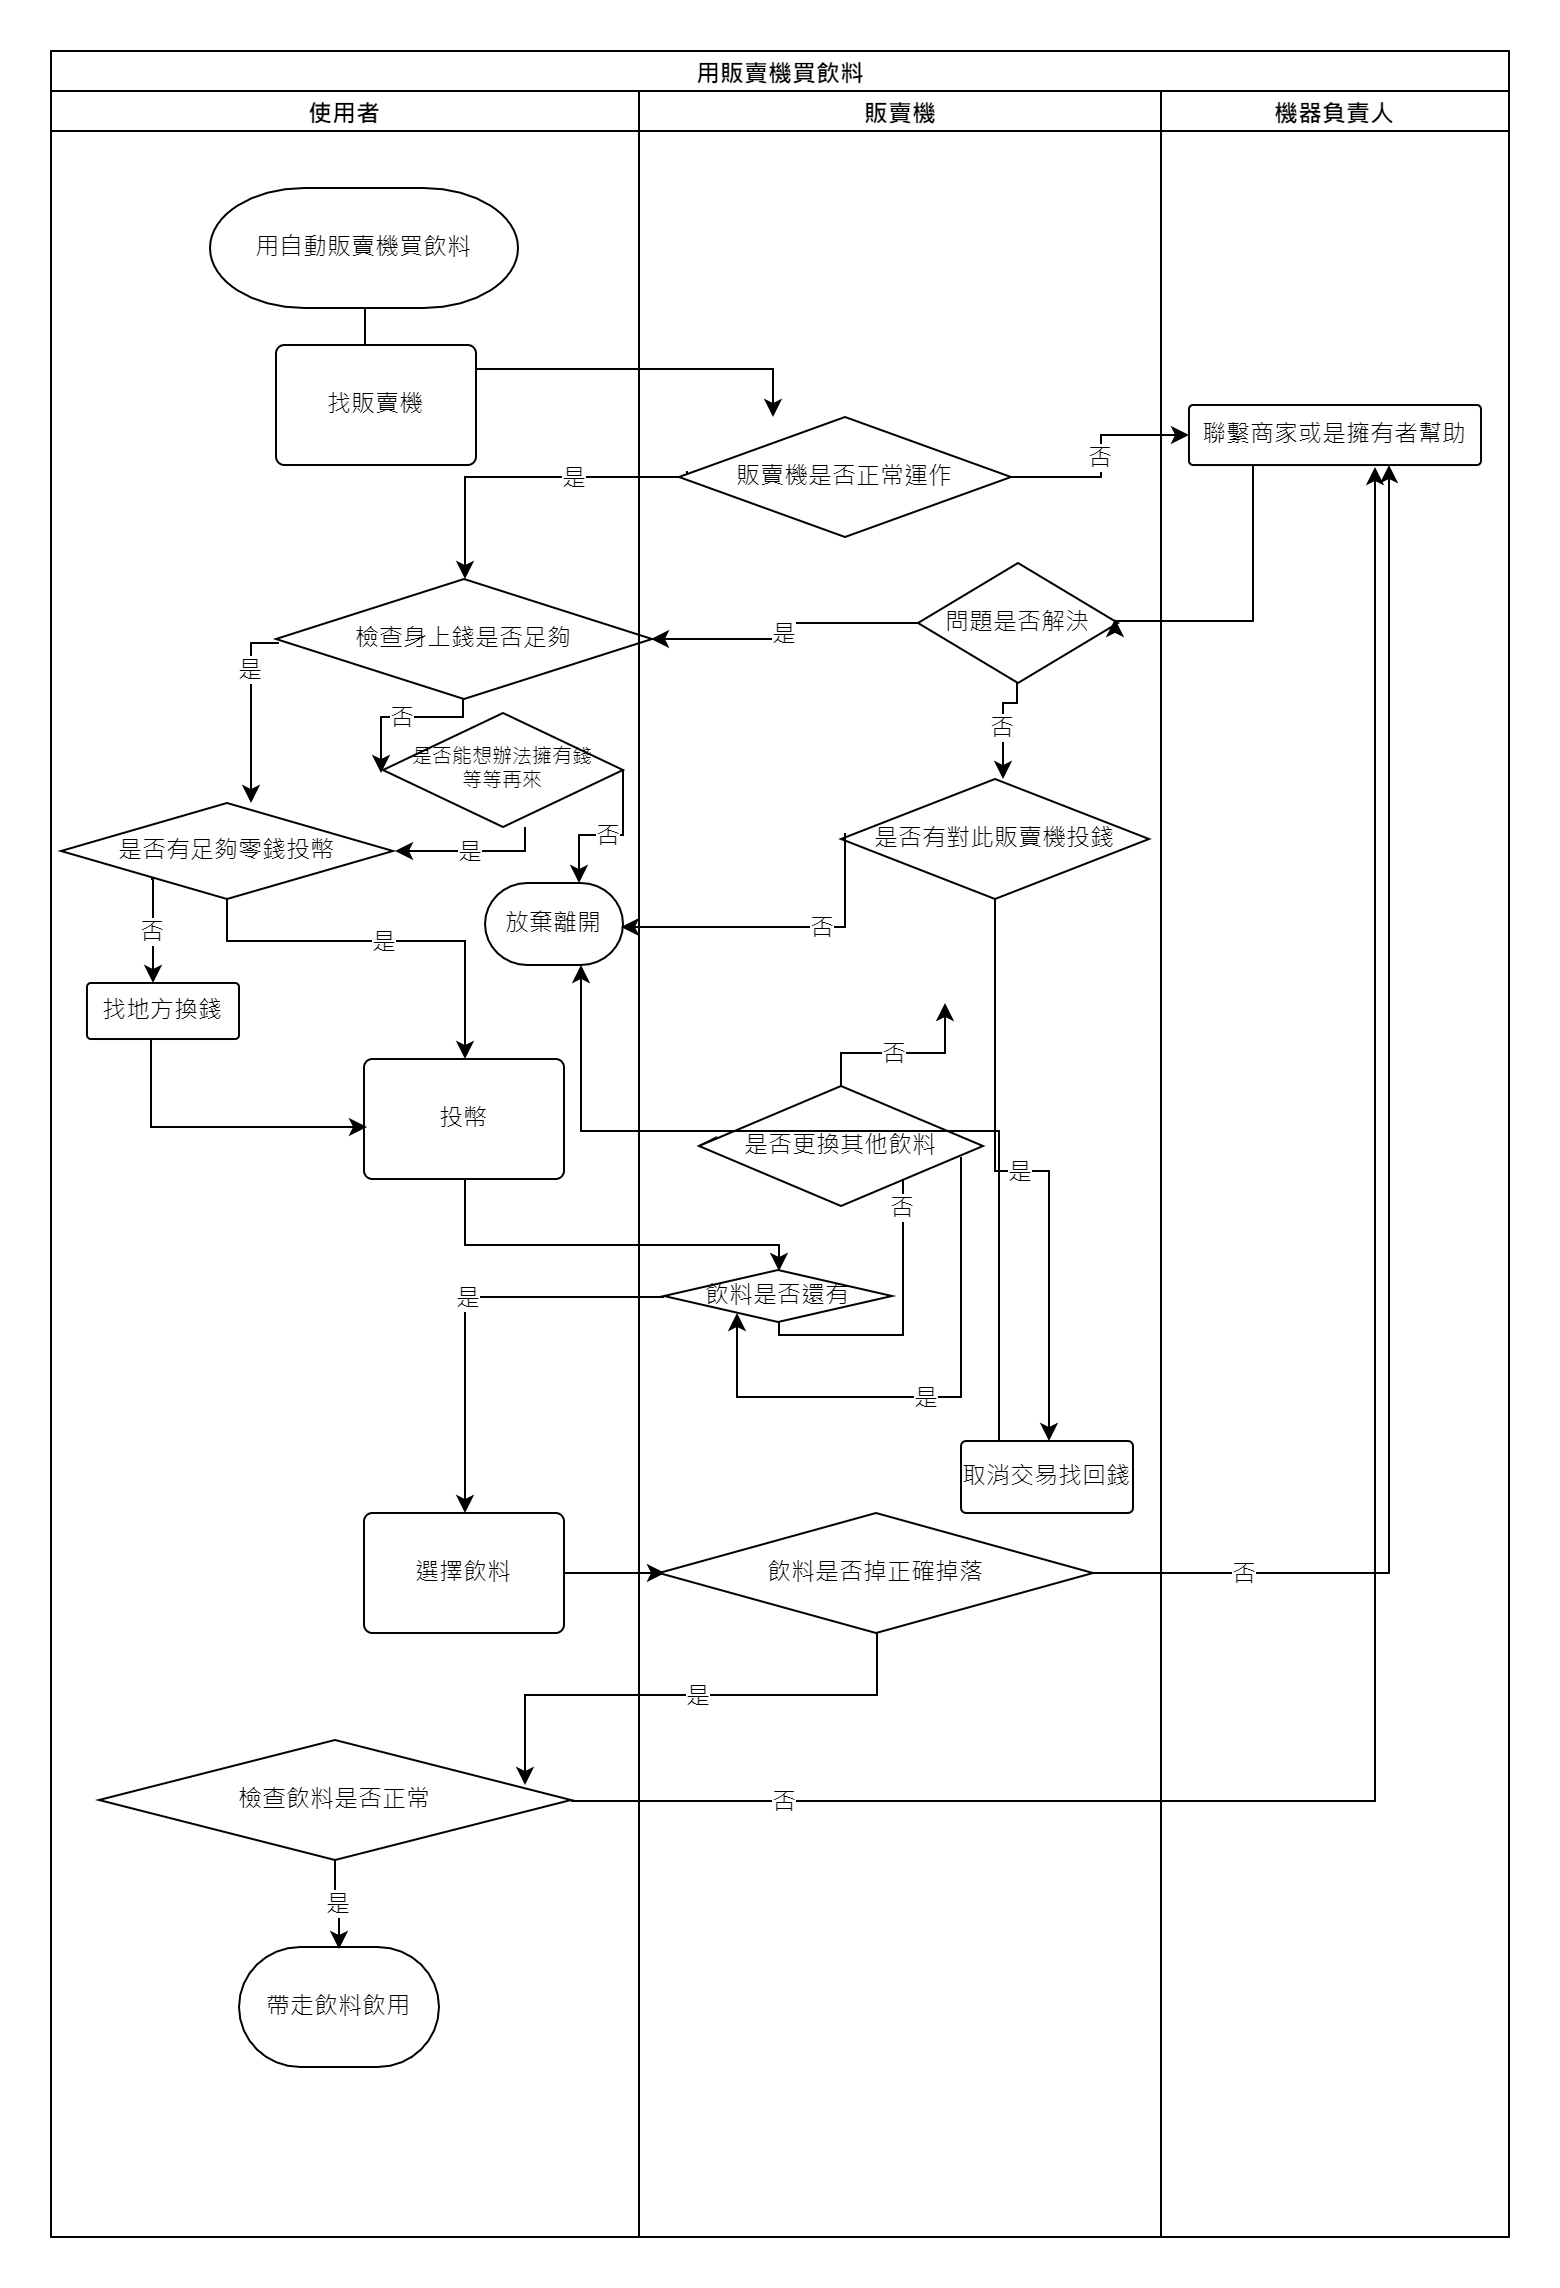 用販賣機買飲料
使用者
販賣機
機器負責人
用自動販賣機買飲料
找販賣機
聯繫商家或是擁有者幫助
否
販賣機是否正常運作
是
問題是否解決
是
檢查身上錢是否足夠
是
否
否
是否能想辦法擁有錢
等等再來
否
是否有對此販賣機投錢
是否有足夠零錢投幣
是
放棄離開
否
否
是
找地方換錢
否
投幣
是否更換其他飲料
是
否
飲料是否還有
是
是
取消交易找回錢
選擇飲料
飲料是否掉正確掉落
否
是
檢查飲料是否正常
否
是
帶走飲料飲用